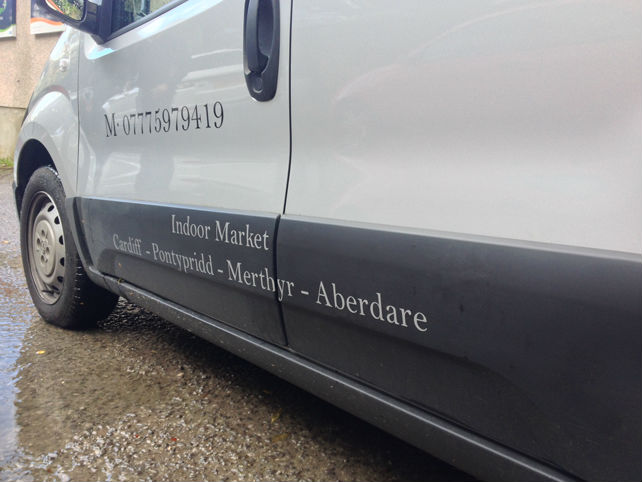 M· 07775979419
Indoor Market
Cardiff - Pontypridd - Merthyr - Aberdare